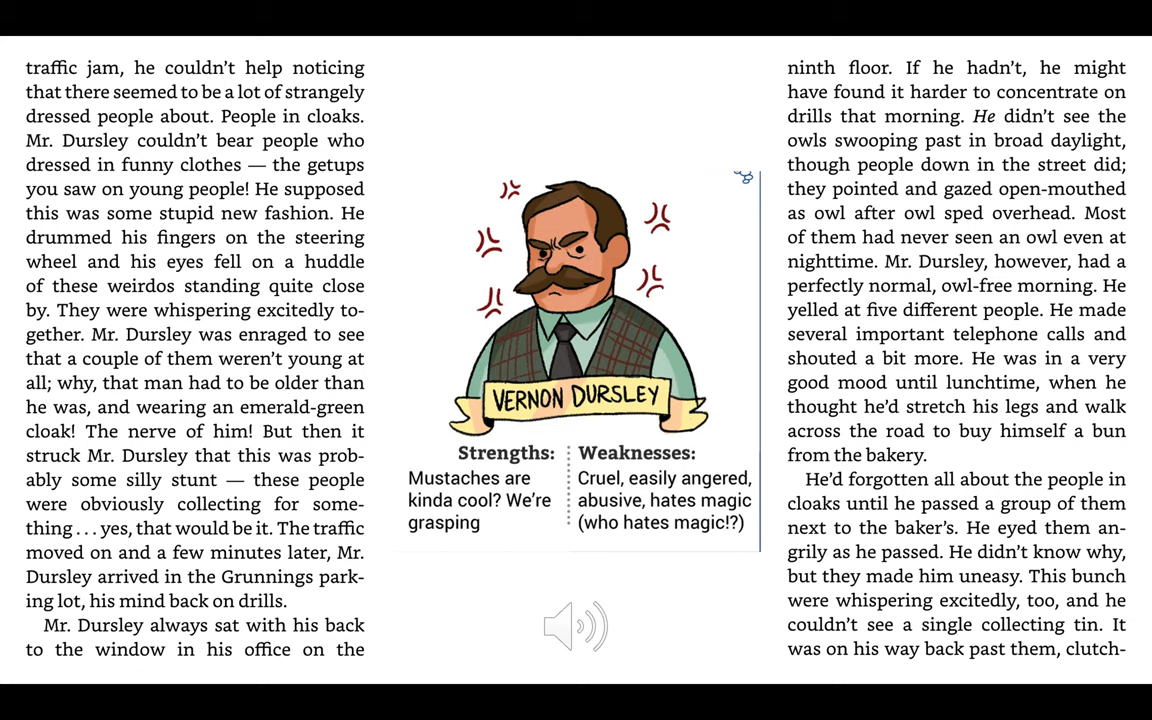 traffic jam, he couldn’t help noticing
that there seemed to be a lot of strangely
dressed people about. People in cloaks.
Mr. Dursley couldn’t bear people who
dressed in funny clothes — the getups
you saw on young people! He supposed
this was some stupid new fashion. He
drummed his fingers on the steering
wheel and his eyes fell on a huddle
of these weirdos standing quite close
by. They were whispering excitedly to-
gether. Mr. Dursley was enraged to see
that a couple of them weren’t young at
all; why, that man had to be older than
he was, and wearing an emerald-green
cloak! The nerve of him! But then it
struck Mr. Dursley that this was prob-
ably some silly stunt — these people
were obviously collecting for some-
thing . . . yes, that would be it. The traffic
moved on and a few minutes later, Mr.
Dursley arrived in the Grunnings park-
ing lot, his mind back on drills.
Mr. Dursley always sat with his back
to the window in his office on the
VERNON DURSLEY
Strengths:
Mustaches are
kinda cool? We’re
grasping
Weaknesses:
Cruel, easily angered,
abusive, hates magic
(who hates magic!?)
ninth floor. If he hadn’t, he might
have found it harder to concentrate on
drills that morning. He didn’t see the
owls swooping past in broad daylight,
though people down in the street did;
they pointed and gazed open-mouthed
as owl after owl sped overhead. Most
of them had never seen an owl even at
nighttime. Mr. Dursley, however, had a
perfectly normal, owl-free morning. He
yelled at five different people. He made
several important telephone calls and
shouted a bit more. He was in a very
good mood until lunchtime, when he
thought he’d stretch his legs and walk
across the road to buy himself a bun
from the bakery.
He’d forgotten all about the people in
cloaks until he passed a group of them
next to the baker’s. He eyed them an-
grily as he passed. He didn’t know why,
but they made him uneasy. This bunch
were whispering excitedly, too, and he
couldn’t see a single collecting tin. It
was on his way back past them, clutch-